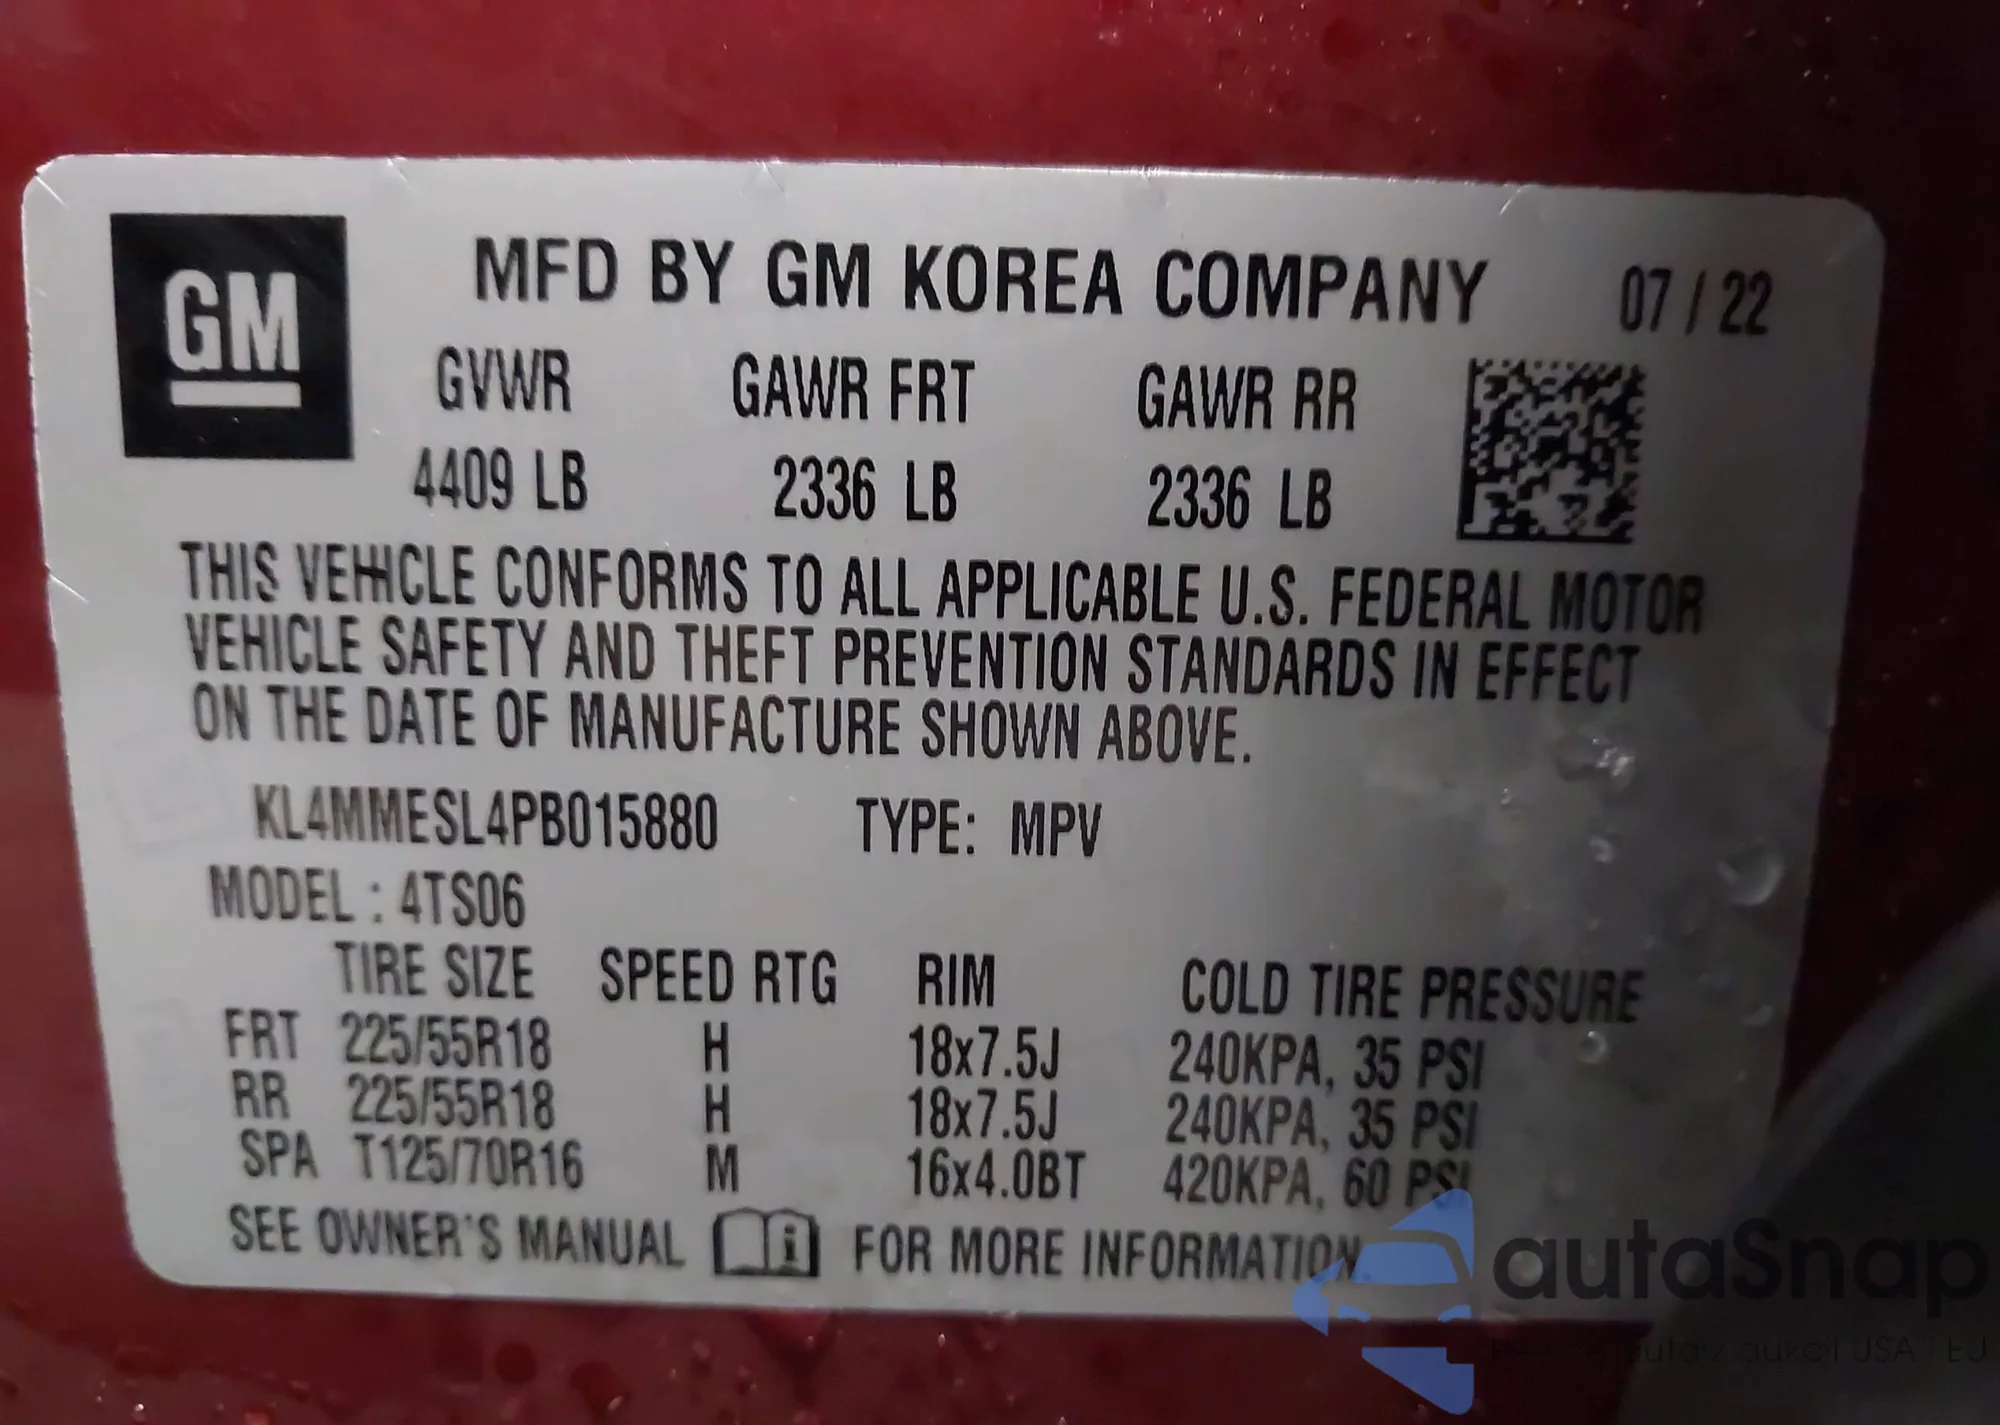 GM
MFD BY GM KOREA COMPANY 07 / 22
GVWR GAWR FRT GAWR RR
4409 LB 2336 LB 2336 LB
THIS VEHICLE CONFORMS TO ALL APPLICABLE U.S. FEDERAL MOTOR
VEHICLE SAFETY AND THEFT PREVENTION STANDARDS IN EFFECT
ON THE DATE OF MANUFACTURE SHOWN ABOVE.
KL4MMESL4PB015880 TYPE: MPV
MODEL : 4TS06
TIRE SIZE SPEED RTG RIM COLD TIRE PRESSURE
FRT 225/55R18 H 18x7.5J 240KPA, 35 PSI
RR 225/55R18 H 18x7.5J 240KPA, 35 PSI
SPA T125/70R16 M 16x4.0BT 420KPA, 60 PSI
SEE OWNER'S MANUAL i FOR MORE INFORMATION.
autaSnap
USA i EU